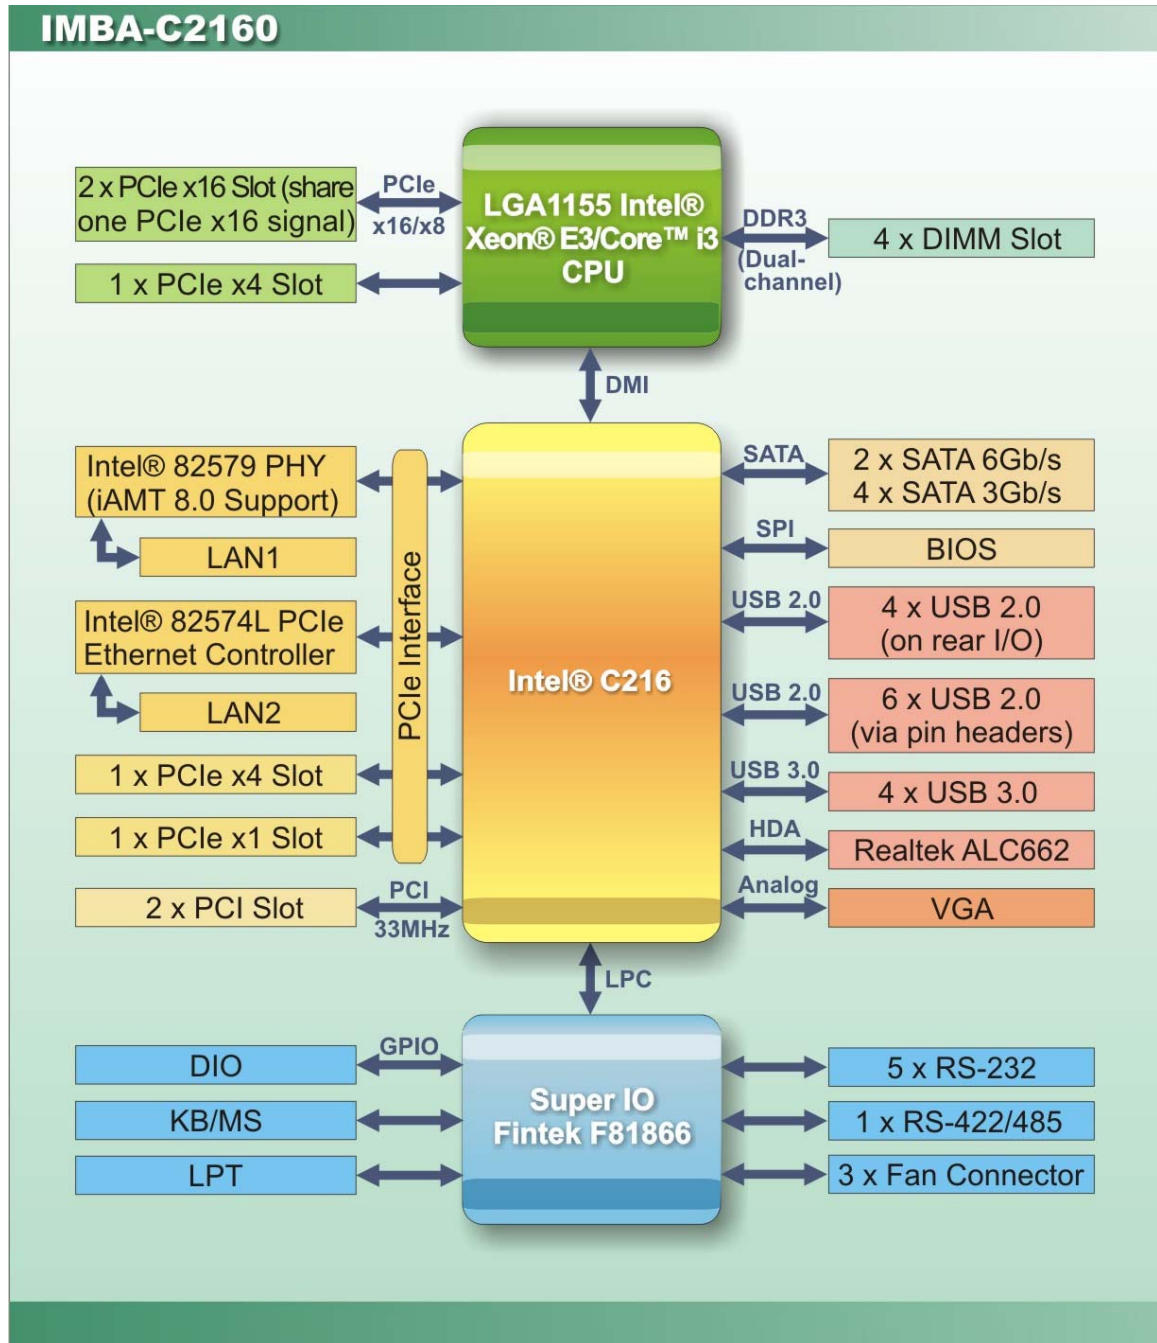 IMBA-C2160
2 x PCIe x16 Slot (share
one PCIe x16 signal)
PCIe
x16/x8
1 x PCIe x4 Slot
LGA1155 Intel®
Xeon® E3/Core™ i3
CPU
DDR3
(Dual-
channel)
4 x DIMM Slot
DMI
Intel® 82579 PHY
(iAMT 8.0 Support)
LAN1
Intel® 82574L PCIe
Ethernet Controller
LAN2
1 x PCIe x4 Slot
1 x PCIe x1 Slot
2 x PCI Slot
PCIe Interface
PCI
33MHz
Intel® C216
SATA
2 x SATA 6Gb/s
4 x SATA 3Gb/s
SPI
BIOS
USB 2.0
4 x USB 2.0
(on rear I/O)
USB 2.0
6 x USB 2.0
(via pin headers)
USB 3.0
4 x USB 3.0
HDA
Realtek ALC662
Analog
VGA
LPC
DIO
GPIO
KB/MS
LPT
Super IO
Fintek F81866
5 x RS-232
1 x RS-422/485
3 x Fan Connector